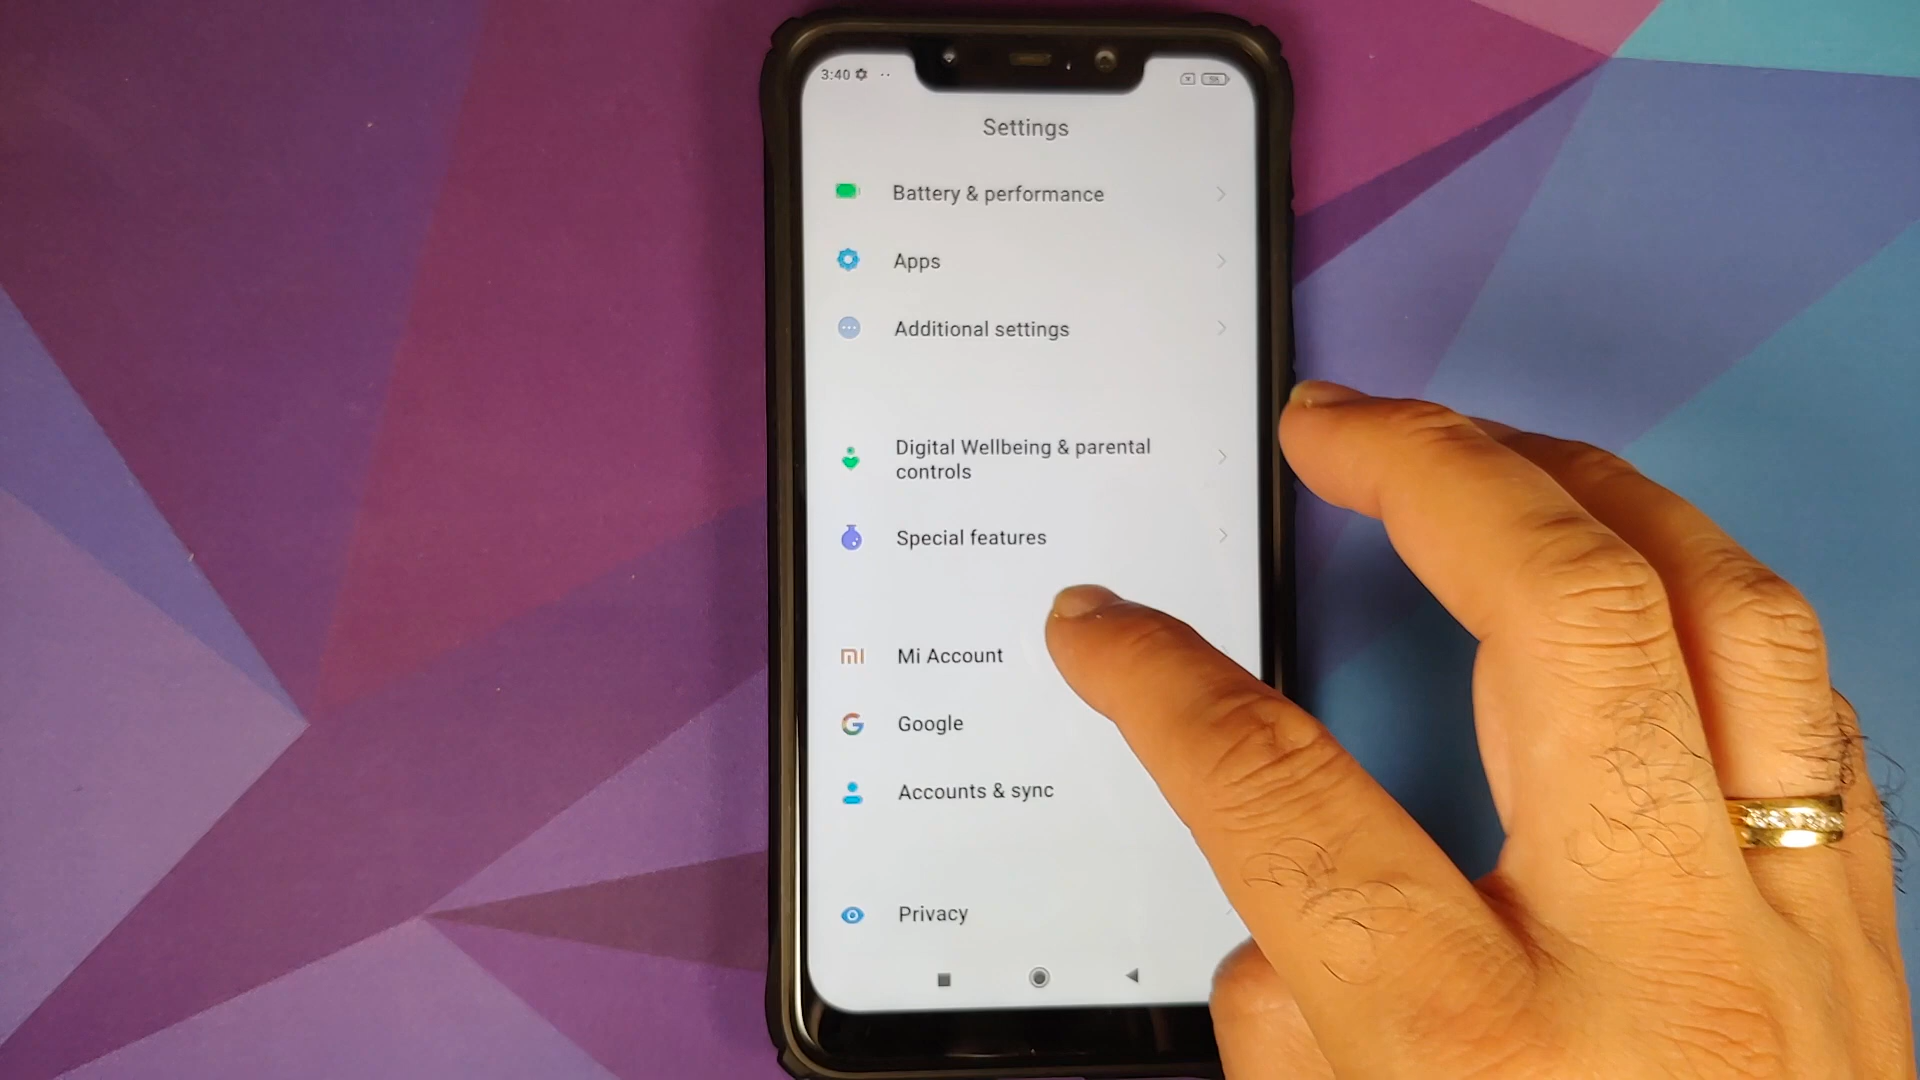 3:40
Settings
Battery & performance
Apps
Additional settings
Digital Wellbeing & parental
controls
Special features
Mi Account
Google
Accounts & sync
Privacy